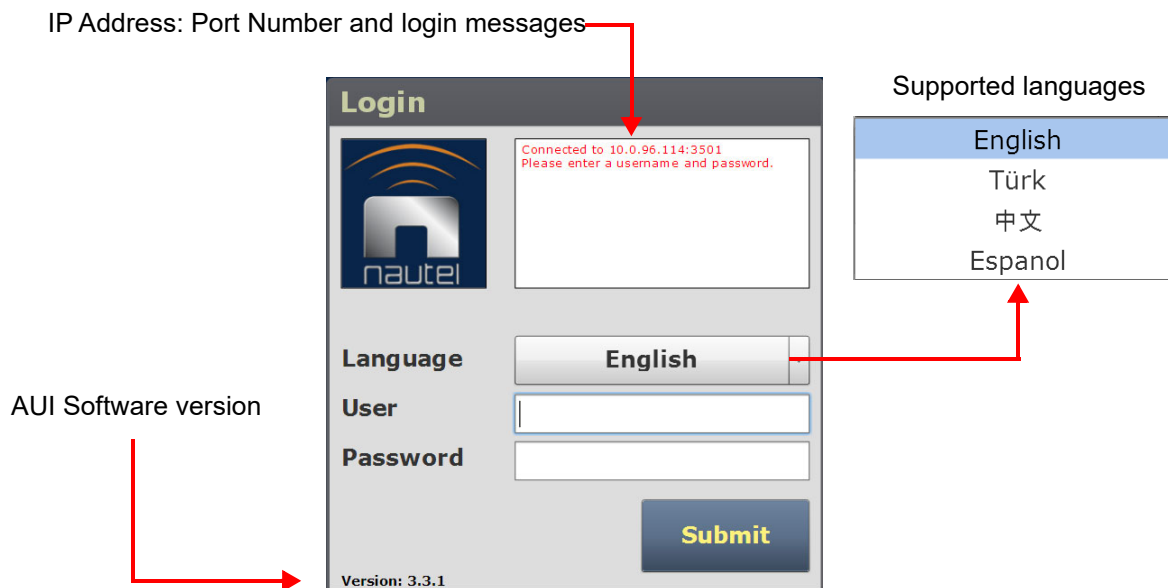 IP Address: Port Number and login messages
Login
Connected to 10.0.96.114:3501
Please enter a username and password.
nautel
Supported languages
English
Türk
中文
Espanol
Language
English
User
Password
AUI Software version
Submit
Version: 3.3.1